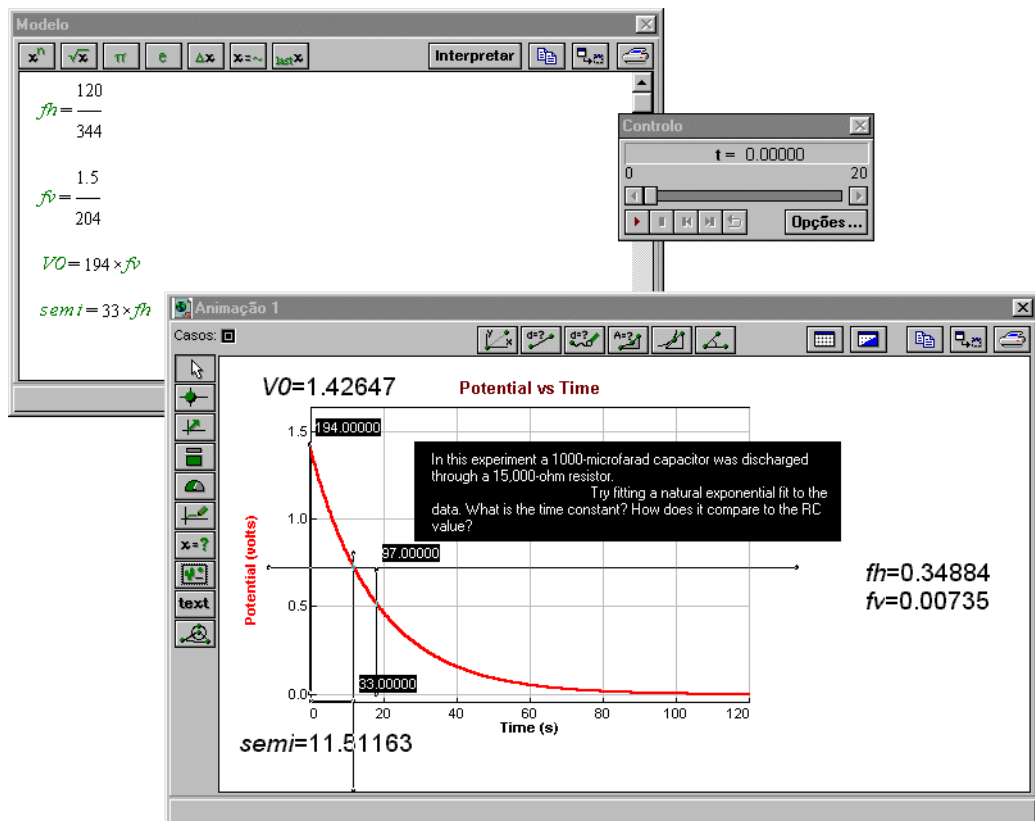 Modelo
xⁿ √x π e Δx x=~ last x Interpretar
fh= 120/344
fv= 1.5/204
V0=194×fv
semi=33×fh
Controlo
t = 0.00000
0 20
Opções...
Animação 1
Casos:
y x d=? d=? A=?
x=?
text
V0=1.42647
Potential vs Time
194.00000
In this experiment a 1000-microfarad capacitor was discharged
through a 15,000-ohm resistor.
Try fitting a natural exponential fit to the
data. What is the time constant? How does it compare to the RC
value?
97.00000
33.00000
1.5
1.0
0.5
0.0
Potential (volts)
0 20 40 60 80 100 120
Time (s)
semi=11.51163
fh=0.34884
fv=0.00735